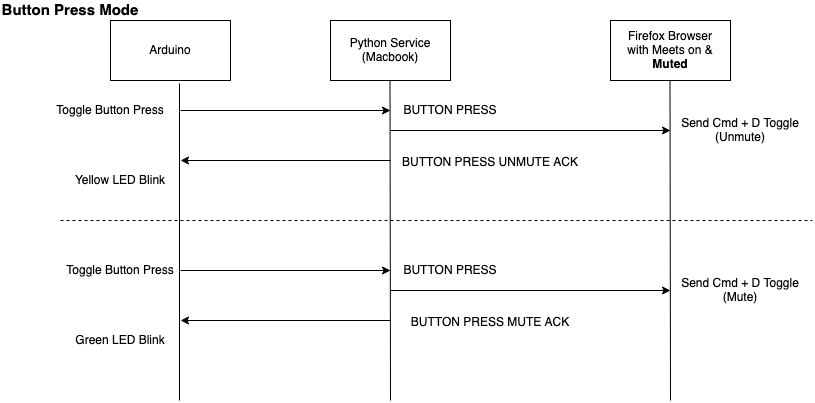 Button Press Mode
Arduino
Python Service
(Macbook)
Firefox Browser
with Meets on &
Muted
Toggle Button Press
BUTTON PRESS
Send Cmd + D Toggle
(Unmute)
BUTTON PRESS UNMUTE ACK
Yellow LED Blink
Toggle Button Press
BUTTON PRESS
Send Cmd + D Toggle
(Mute)
BUTTON PRESS MUTE ACK
Green LED Blink